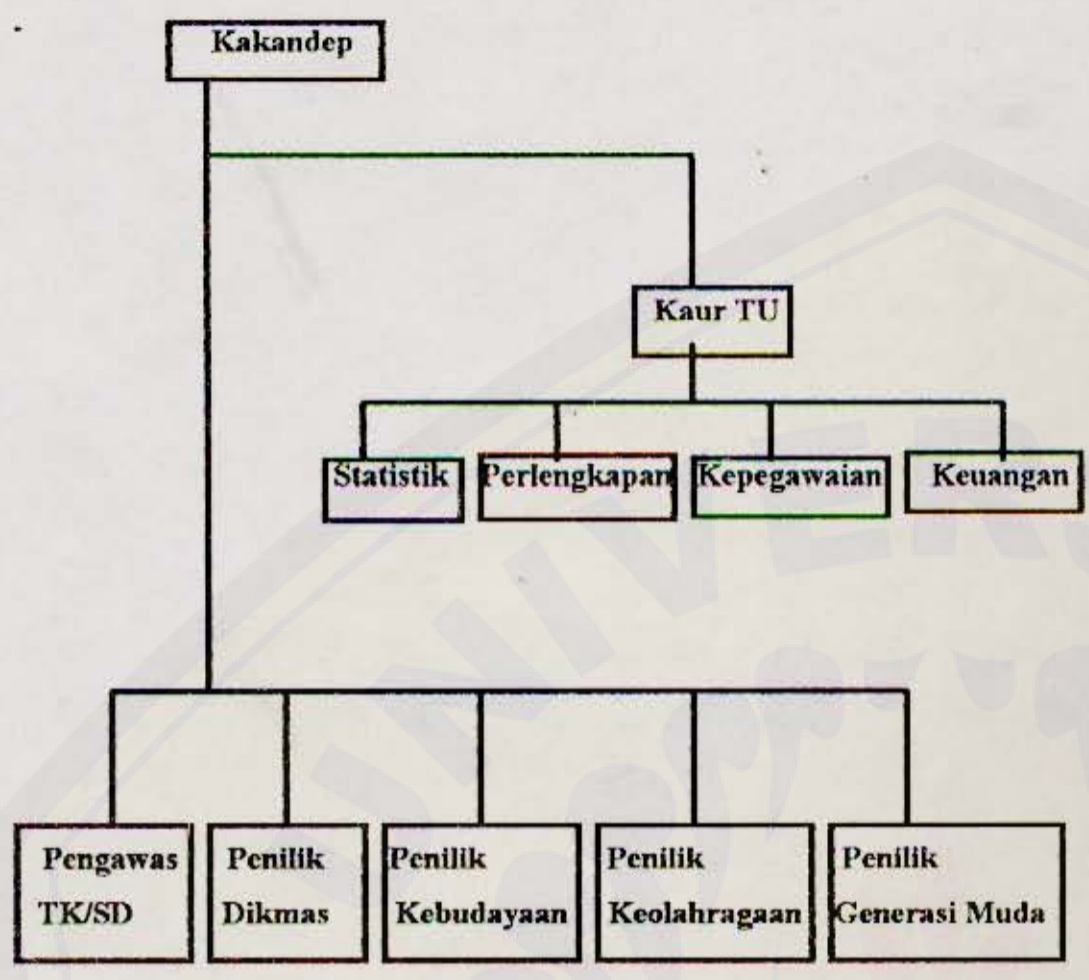 Kakandep
Kaur TU
Statistik
Perlengkapan
Kepegawaian
Keuangan
Pengawas
TK/SD
Penilik
Dikmas
Penilik
Kebudayaan
Penilik
Keolahragaan
Penilik
Generasi Muda
UNIVER